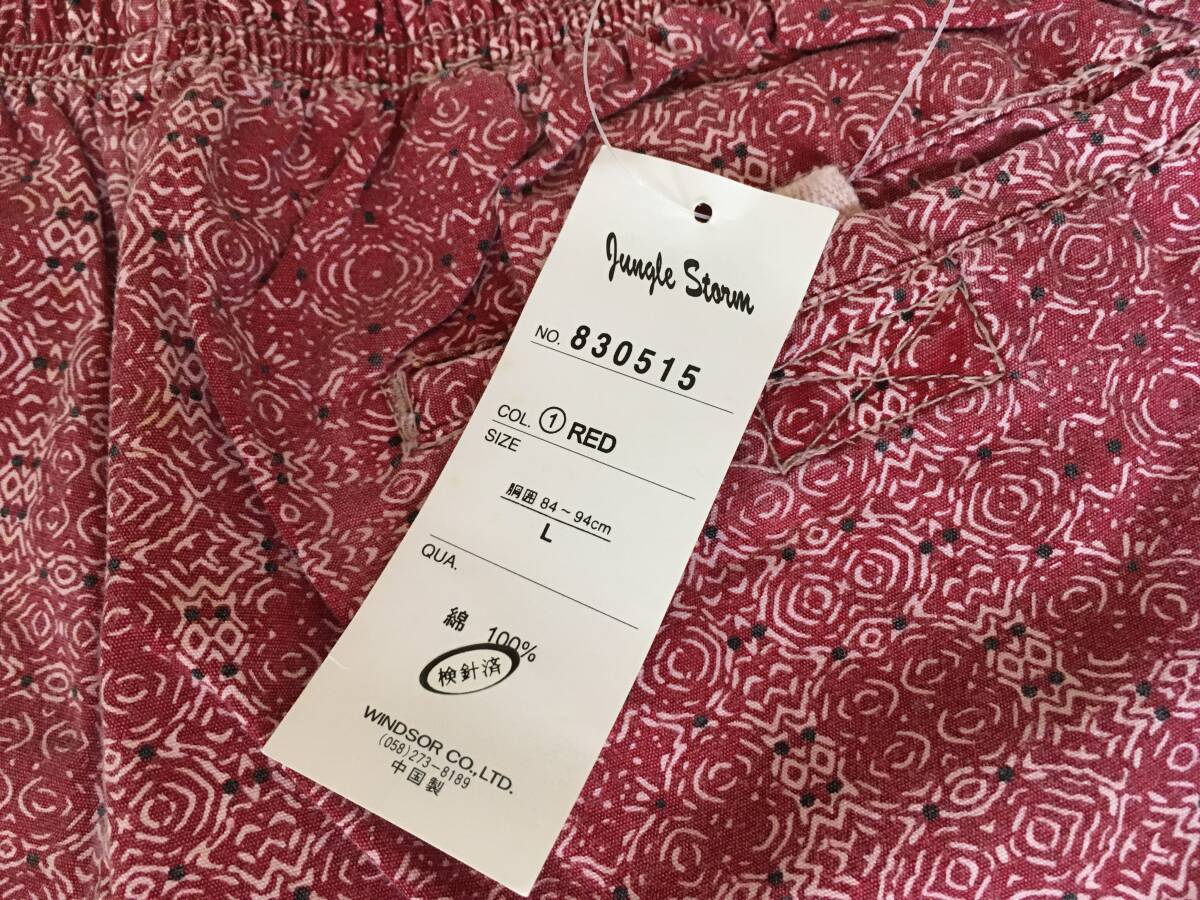 Jungle Storm
NO. 830515
COL. ① RED
SIZE
胴囲 84~94cm
L
QUA.
綿 100%
検針済
WINDSOR CO.,LTD.
(058)273-8189
中国製